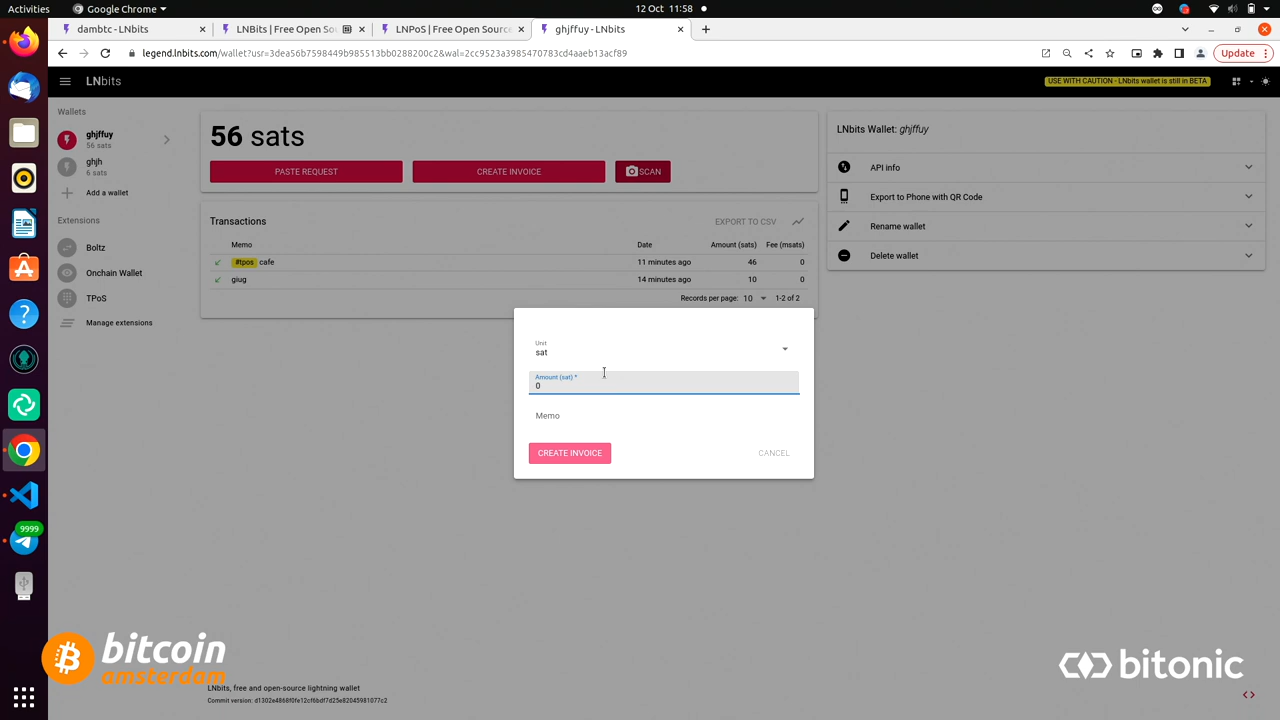 Activities
Google Chrome
12 Oct 11:58
dambtc - LNbits
LNBits | Free Open So
LNPoS | Free Open Source
ghjffuy - LNbits
legend.lnbits.com/wallet?usr=3dea56b7598449b985513bb0288200c2&wal=2cc9523a3985470783cd4aaeb13acf89
Update
LNbits
USE WITH CAUTION - LNbits wallet is still in BETA
Wallets
ghjffuy
56 sats
ghjh
6 sats
Add a wallet
Extensions
Boltz
Onchain Wallet
TPoS
Manage extensions
56 sats
PASTE REQUEST
CREATE INVOICE
SCAN
Transactions
EXPORT TO CSV
Memo Date Amount (sats) Fee (msats)
#tpos cafe 11 minutes ago 46 0
giug 14 minutes ago 10 0
Records per page: 10 1-2 of 2
LNbits Wallet: ghjffuy
API info
Export to Phone with QR Code
Rename wallet
Delete wallet
Unit
sat
Amount (sat) *
0
Memo
CREATE INVOICE
CANCEL
9999
bitcoin
amsterdam
bitonic
LNbits, free and open-source lightning wallet
Commit version: d1302e4868f0fe12cf6bdf7d25e82045981077c2